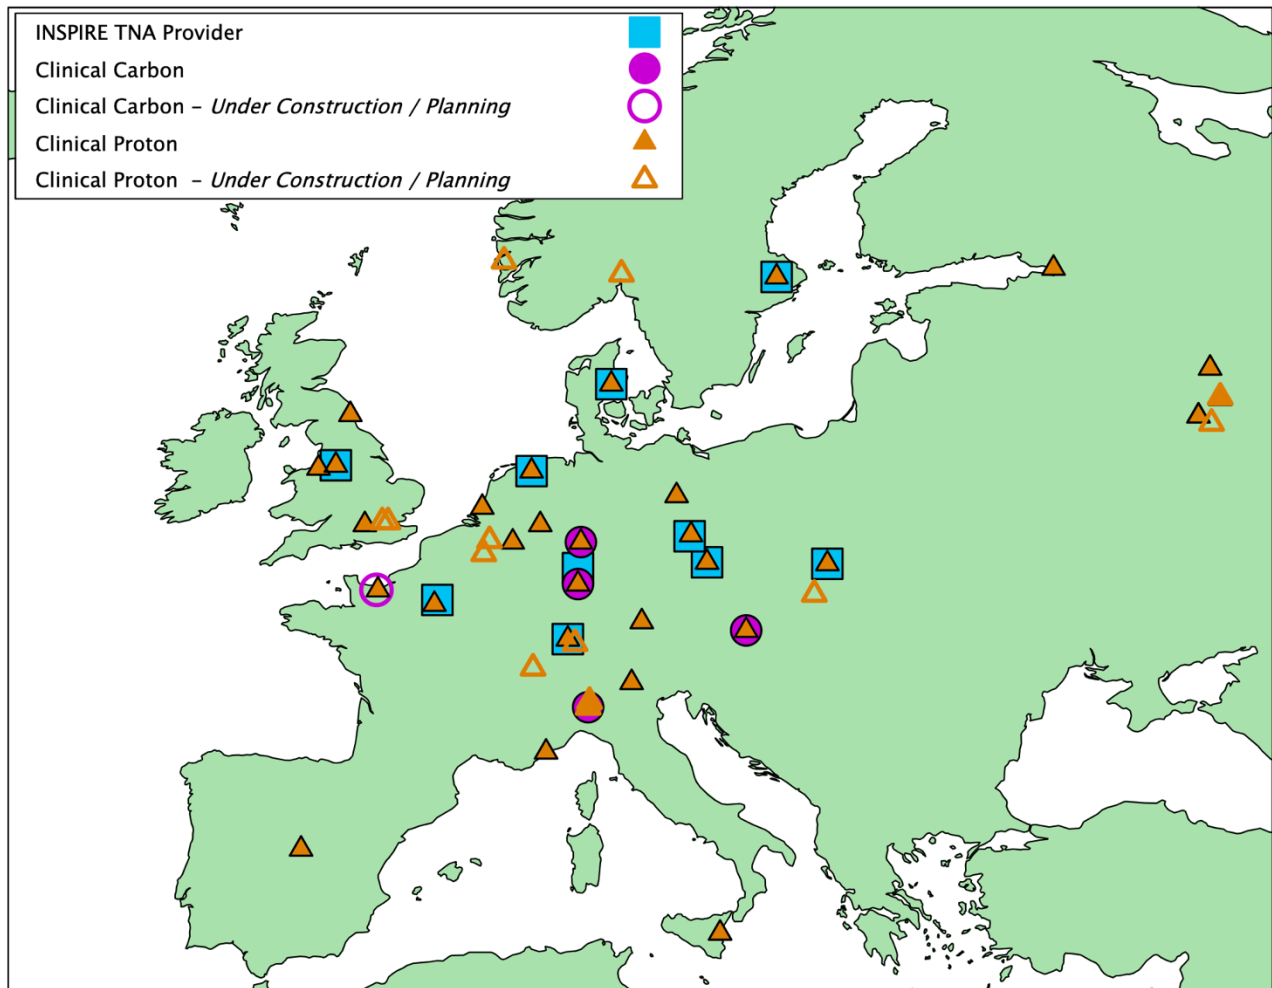 INSPIRE TNA Provider
Clinical Carbon
Clinical Carbon – Under Construction / Planning
Clinical Proton
Clinical Proton – Under Construction / Planning